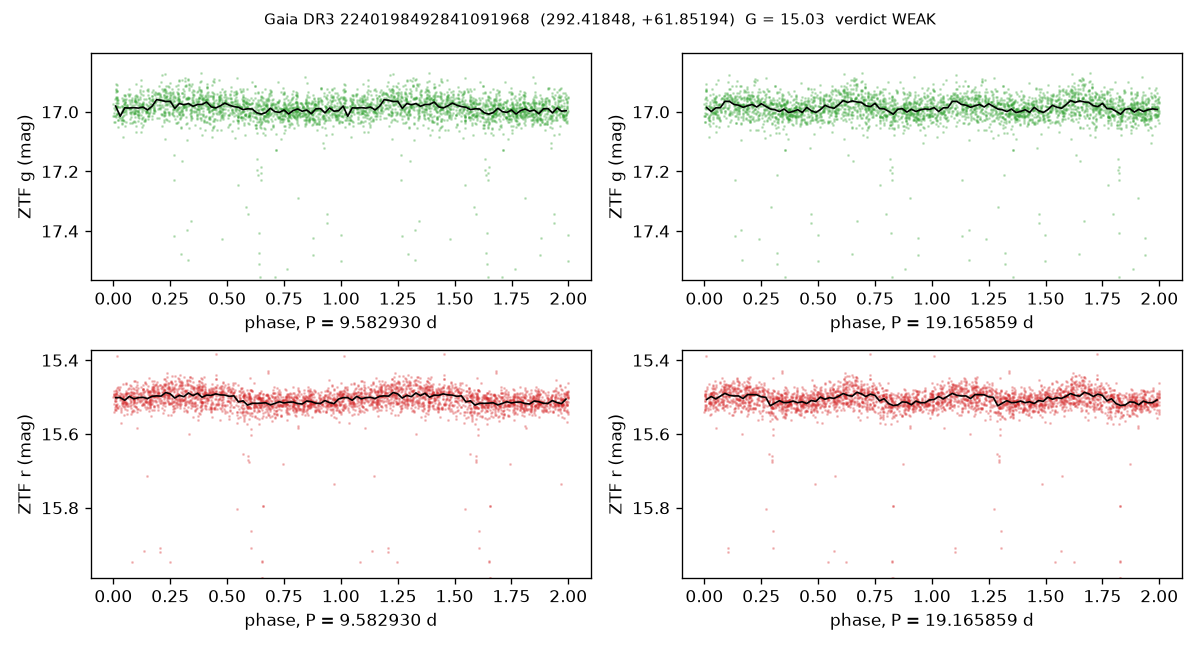 Gaia DR3 2240198492841091968 (292.41848, +61.85194) G = 15.03 verdict WEAK
ZTF g (mag)
17.0
17.2
17.4
0.00 0.25 0.50 0.75 1.00 1.25 1.50 1.75 2.00
phase, P = 9.582930 d
ZTF g (mag)
17.0
17.2
17.4
0.00 0.25 0.50 0.75 1.00 1.25 1.50 1.75 2.00
phase, P = 19.165859 d
ZTF r (mag)
15.4
15.6
15.8
0.00 0.25 0.50 0.75 1.00 1.25 1.50 1.75 2.00
phase, P = 9.582930 d
ZTF r (mag)
15.4
15.6
15.8
0.00 0.25 0.50 0.75 1.00 1.25 1.50 1.75 2.00
phase, P = 19.165859 d